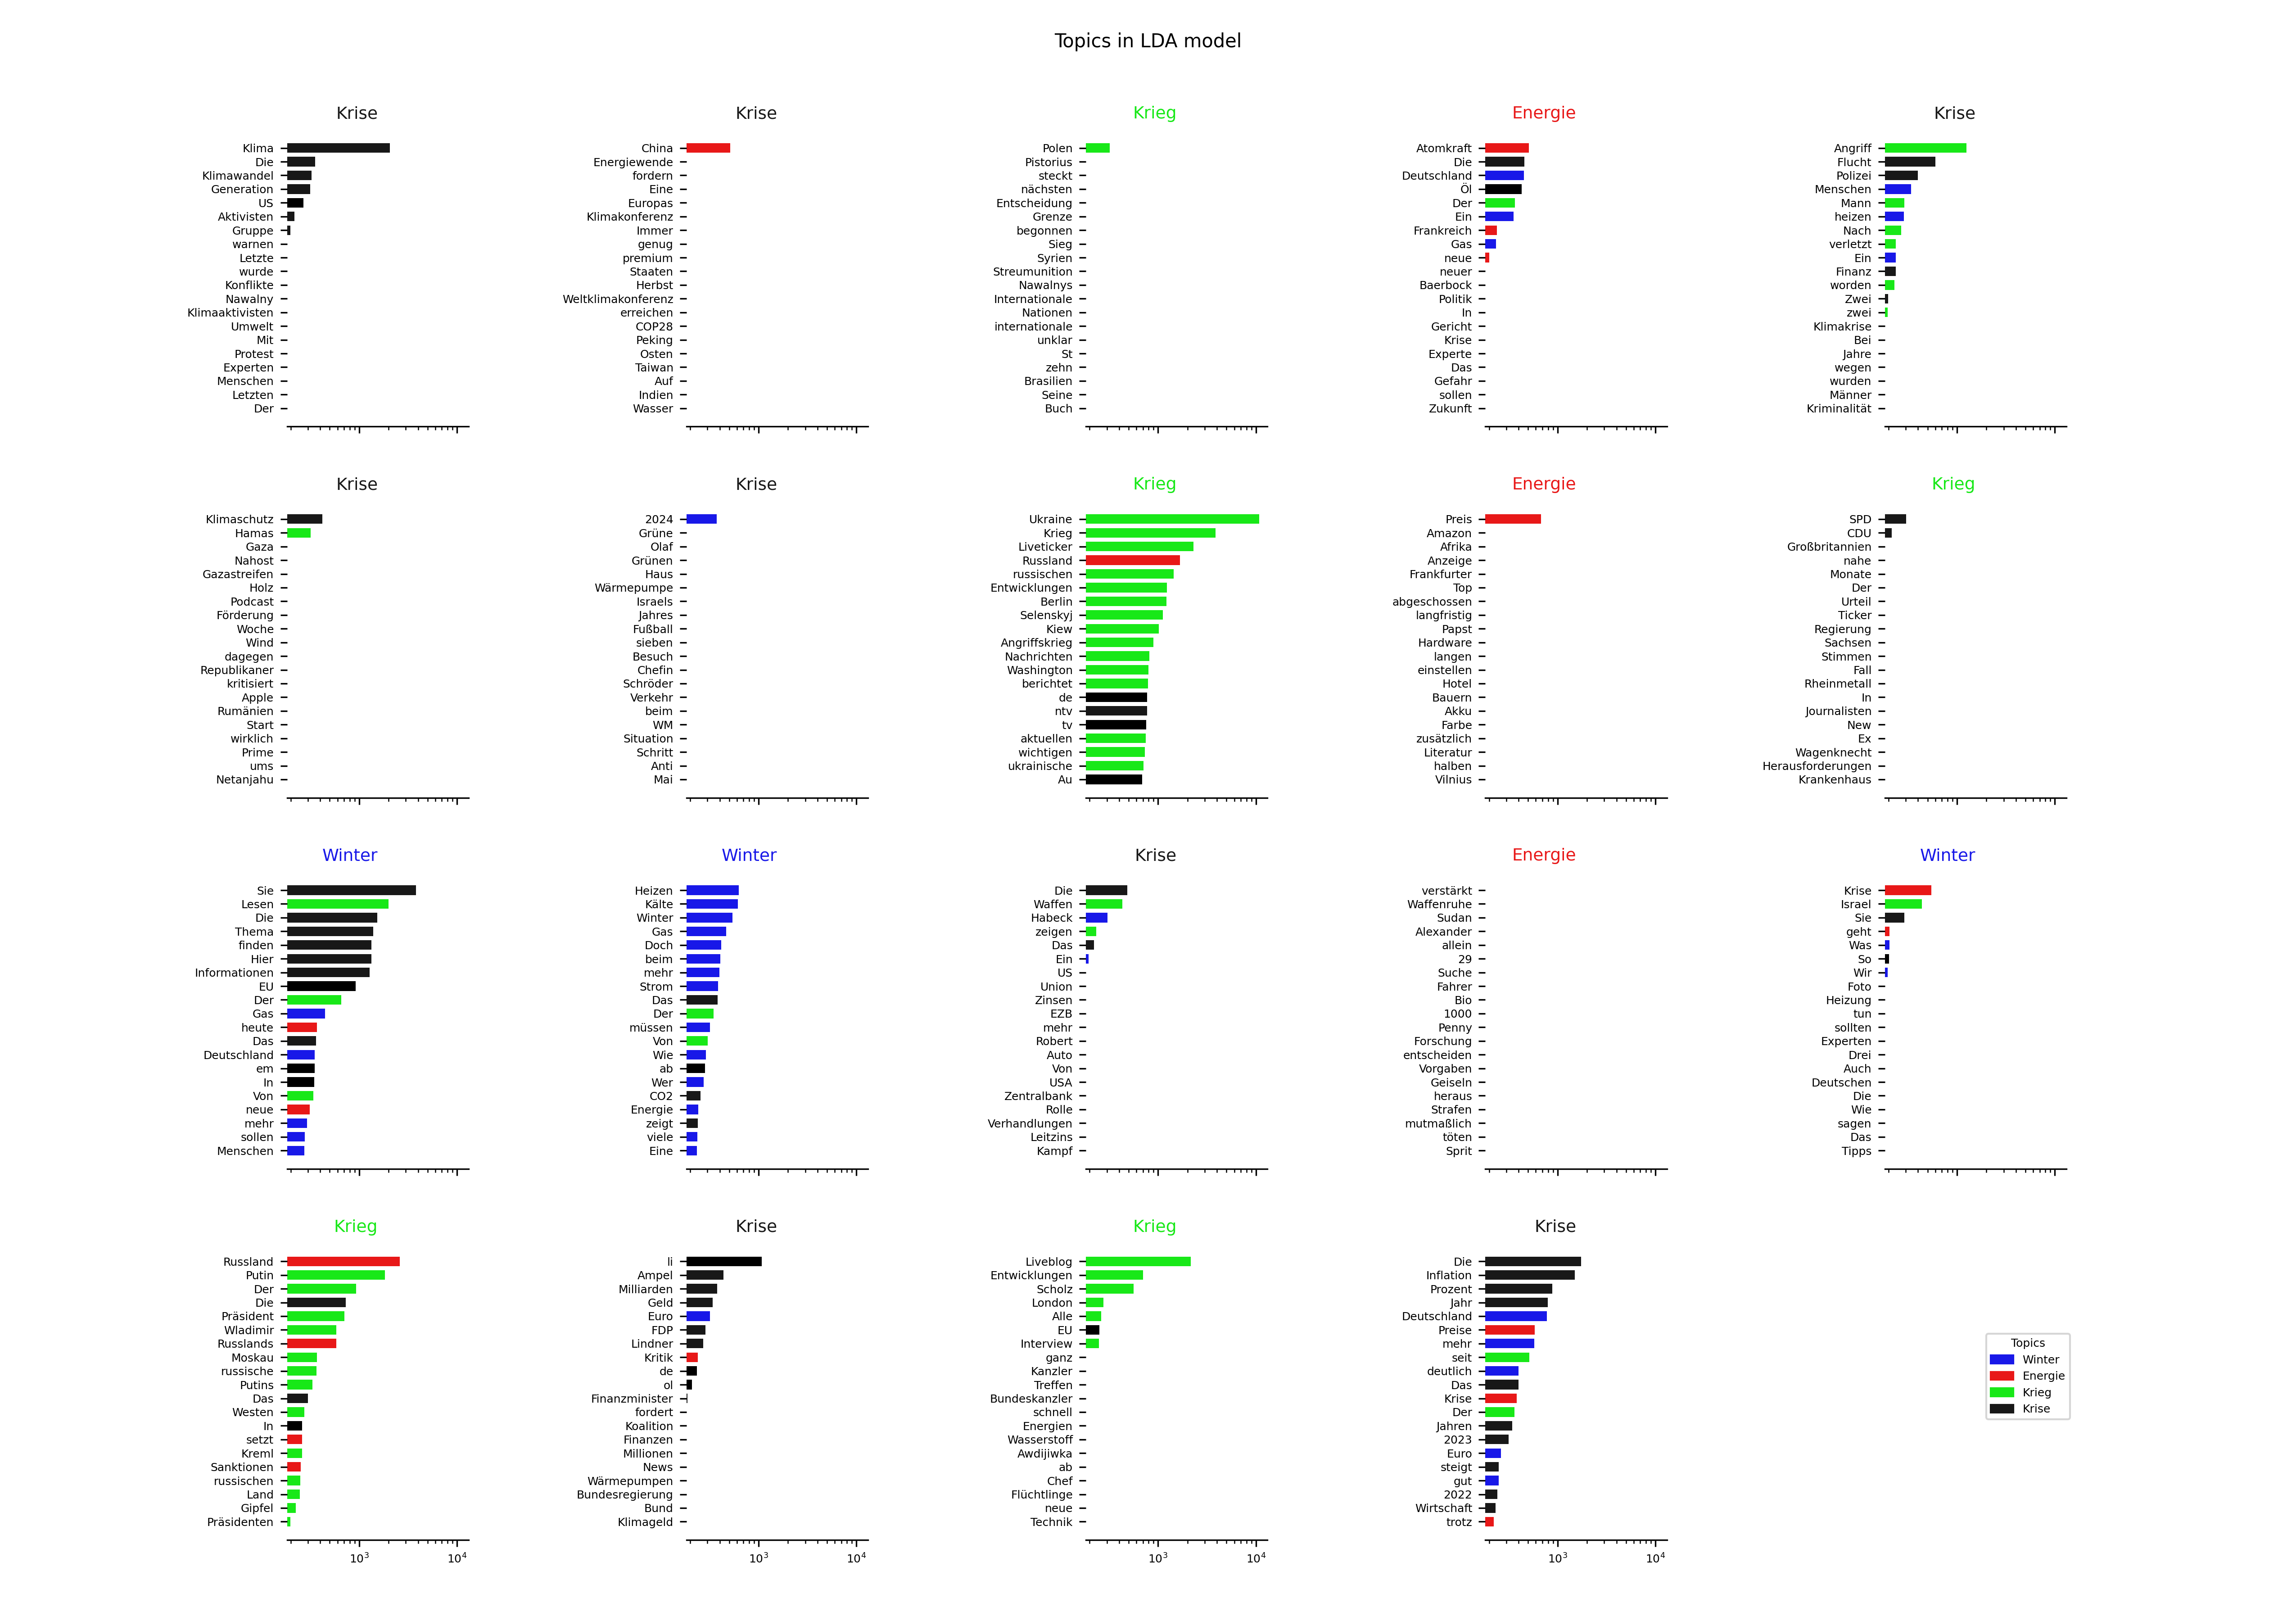 Topics in LDA model
Krise
Klima
Die
Klimawandel
Generation
US
Aktivisten
Gruppe
warnen
Letzte
wurde
Konflikte
Nawalny
Klimaaktivisten
Umwelt
Mit
Protest
Experten
Menschen
Letzten
Der
Krise
China
Energiewende
fordern
Eine
Europas
Klimakonferenz
Immer
genug
premium
Staaten
Herbst
Weltklimakonferenz
erreichen
COP28
Peking
Osten
Taiwan
Auf
Indien
Wasser
Krieg
Polen
Pistorius
steckt
nächsten
Entscheidung
Grenze
begonnen
Sieg
Syrien
Streumunition
Nawalnys
Internationale
Nationen
internationale
unklar
St
zehn
Brasilien
Seine
Buch
Energie
Atomkraft
Die
Deutschland
Öl
Der
Ein
Frankreich
Gas
neue
neuer
Baerbock
Politik
In
Gericht
Krise
Experte
Das
Gefahr
sollen
Zukunft
Krise
Angriff
Flucht
Polizei
Menschen
Mann
heizen
Nach
verletzt
Ein
Finanz
worden
Zwei
zwei
Klimakrise
Bei
Jahre
wegen
wurden
Männer
Kriminalität
Krise
Klimaschutz
Hamas
Gaza
Nahost
Gazastreifen
Holz
Podcast
Förderung
Woche
Wind
dagegen
Republikaner
kritisiert
Apple
Rumänien
Start
wirklich
Prime
ums
Netanjahu
Krise
2024
Grüne
Olaf
Grünen
Haus
Wärmepumpe
Israels
Jahres
Fußball
sieben
Besuch
Chefin
Schröder
Verkehr
beim
WM
Situation
Schritt
Anti
Mai
Krieg
Ukraine
Krieg
Liveticker
Russland
russischen
Entwicklungen
Berlin
Selenskyj
Kiew
Angriffskrieg
Nachrichten
Washington
berichtet
de
ntv
tv
aktuellen
wichtigen
ukrainische
Au
Energie
Preis
Amazon
Afrika
Anzeige
Frankfurter
Top
abgeschossen
langfristig
Papst
Hardware
langen
einstellen
Hotel
Bauern
Akku
Farbe
zusätzlich
Literatur
halben
Vilnius
Krieg
SPD
CDU
Großbritannien
nahe
Monate
Der
Urteil
Ticker
Regierung
Sachsen
Stimmen
Fall
Rheinmetall
In
Journalisten
New
Ex
Wagenknecht
Herausforderungen
Krankenhaus
Winter
Sie
Lesen
Die
Thema
finden
Hier
Informationen
EU
Der
Gas
heute
Das
Deutschland
em
In
Von
neue
mehr
sollen
Menschen
Winter
Heizen
Kälte
Winter
Gas
Doch
beim
mehr
Strom
Das
Der
müssen
Von
Wie
ab
Wer
CO2
Energie
zeigt
viele
Eine
Krise
Die
Waffen
Habeck
zeigen
Das
Ein
US
Union
Zinsen
EZB
mehr
Robert
Auto
Von
USA
Zentralbank
Rolle
Verhandlungen
Leitzins
Kampf
Energie
verstärkt
Waffenruhe
Sudan
Alexander
allein
29
Suche
Fahrer
Bio
1000
Penny
Forschung
entscheiden
Vorgaben
Geiseln
heraus
Strafen
mutmaßlich
töten
Sprit
Winter
Krise
Israel
Sie
geht
Was
So
Wir
Foto
Heizung
tun
sollten
Experten
Drei
Auch
Deutschen
Die
Wie
sagen
Das
Tipps
Krieg
Russland
Putin
Der
Die
Präsident
Wladimir
Russlands
Moskau
russische
Putins
Das
Westen
In
setzt
Kreml
Sanktionen
russischen
Land
Gipfel
Präsidenten
10³ 10⁴
Krise
li
Ampel
Milliarden
Geld
Euro
FDP
Lindner
Kritik
de
ol
Finanzminister
fordert
Koalition
Finanzen
Millionen
News
Wärmepumpen
Bundesregierung
Bund
Klimageld
10³ 10⁴
Krieg
Liveblog
Entwicklungen
Scholz
London
Alle
EU
Interview
ganz
Kanzler
Treffen
Bundeskanzler
schnell
Energien
Wasserstoff
Awdijiwka
ab
Chef
Flüchtlinge
neue
Technik
10³ 10⁴
Krise
Die
Inflation
Prozent
Jahr
Deutschland
Preise
mehr
seit
deutlich
Das
Krise
Der
Jahren
2023
Euro
steigt
gut
2022
Wirtschaft
trotz
10³ 10⁴
Topics
Winter
Energie
Krieg
Krise